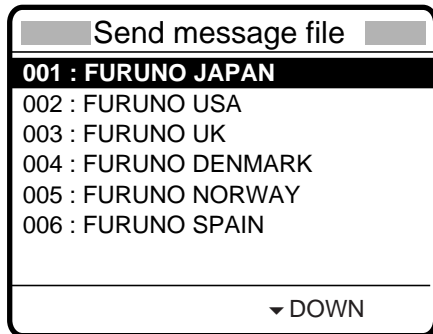 Send message file
001 : FURUNO JAPAN
002 : FURUNO USA
003 : FURUNO UK
004 : FURUNO DENMARK
005 : FURUNO NORWAY
006 : FURUNO SPAIN
DOWN